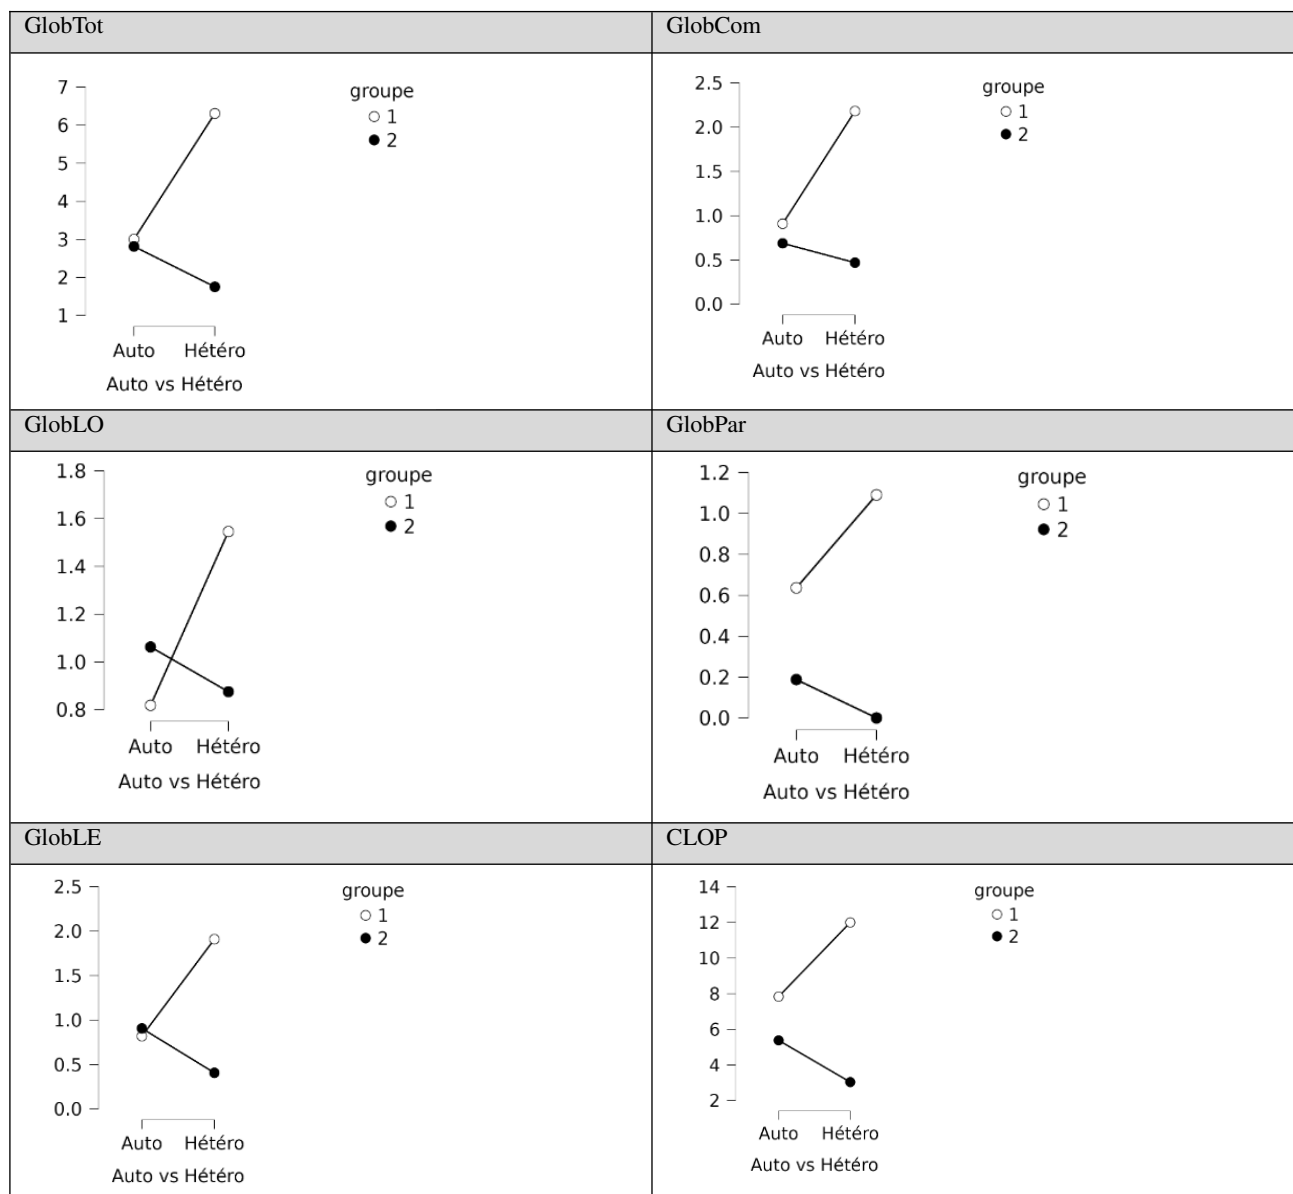 GlobTot
GlobCom
7
6
5
4
3
2
1
groupe
1
2
Auto Hétéro
Auto vs Hétéro
2.5
2.0
1.5
1.0
0.5
0.0
groupe
1
2
Auto Hétéro
Auto vs Hétéro
GlobLO
GlobPar
1.8
1.6
1.4
1.2
1.0
0.8
groupe
1
2
Auto Hétéro
Auto vs Hétéro
1.2
1.0
0.8
0.6
0.4
0.2
0.0
groupe
1
2
Auto Hétéro
Auto vs Hétéro
GlobLE
CLOP
2.5
2.0
1.5
1.0
0.5
0.0
groupe
1
2
Auto Hétéro
Auto vs Hétéro
14
12
10
8
6
4
2
groupe
1
2
Auto Hétéro
Auto vs Hétéro